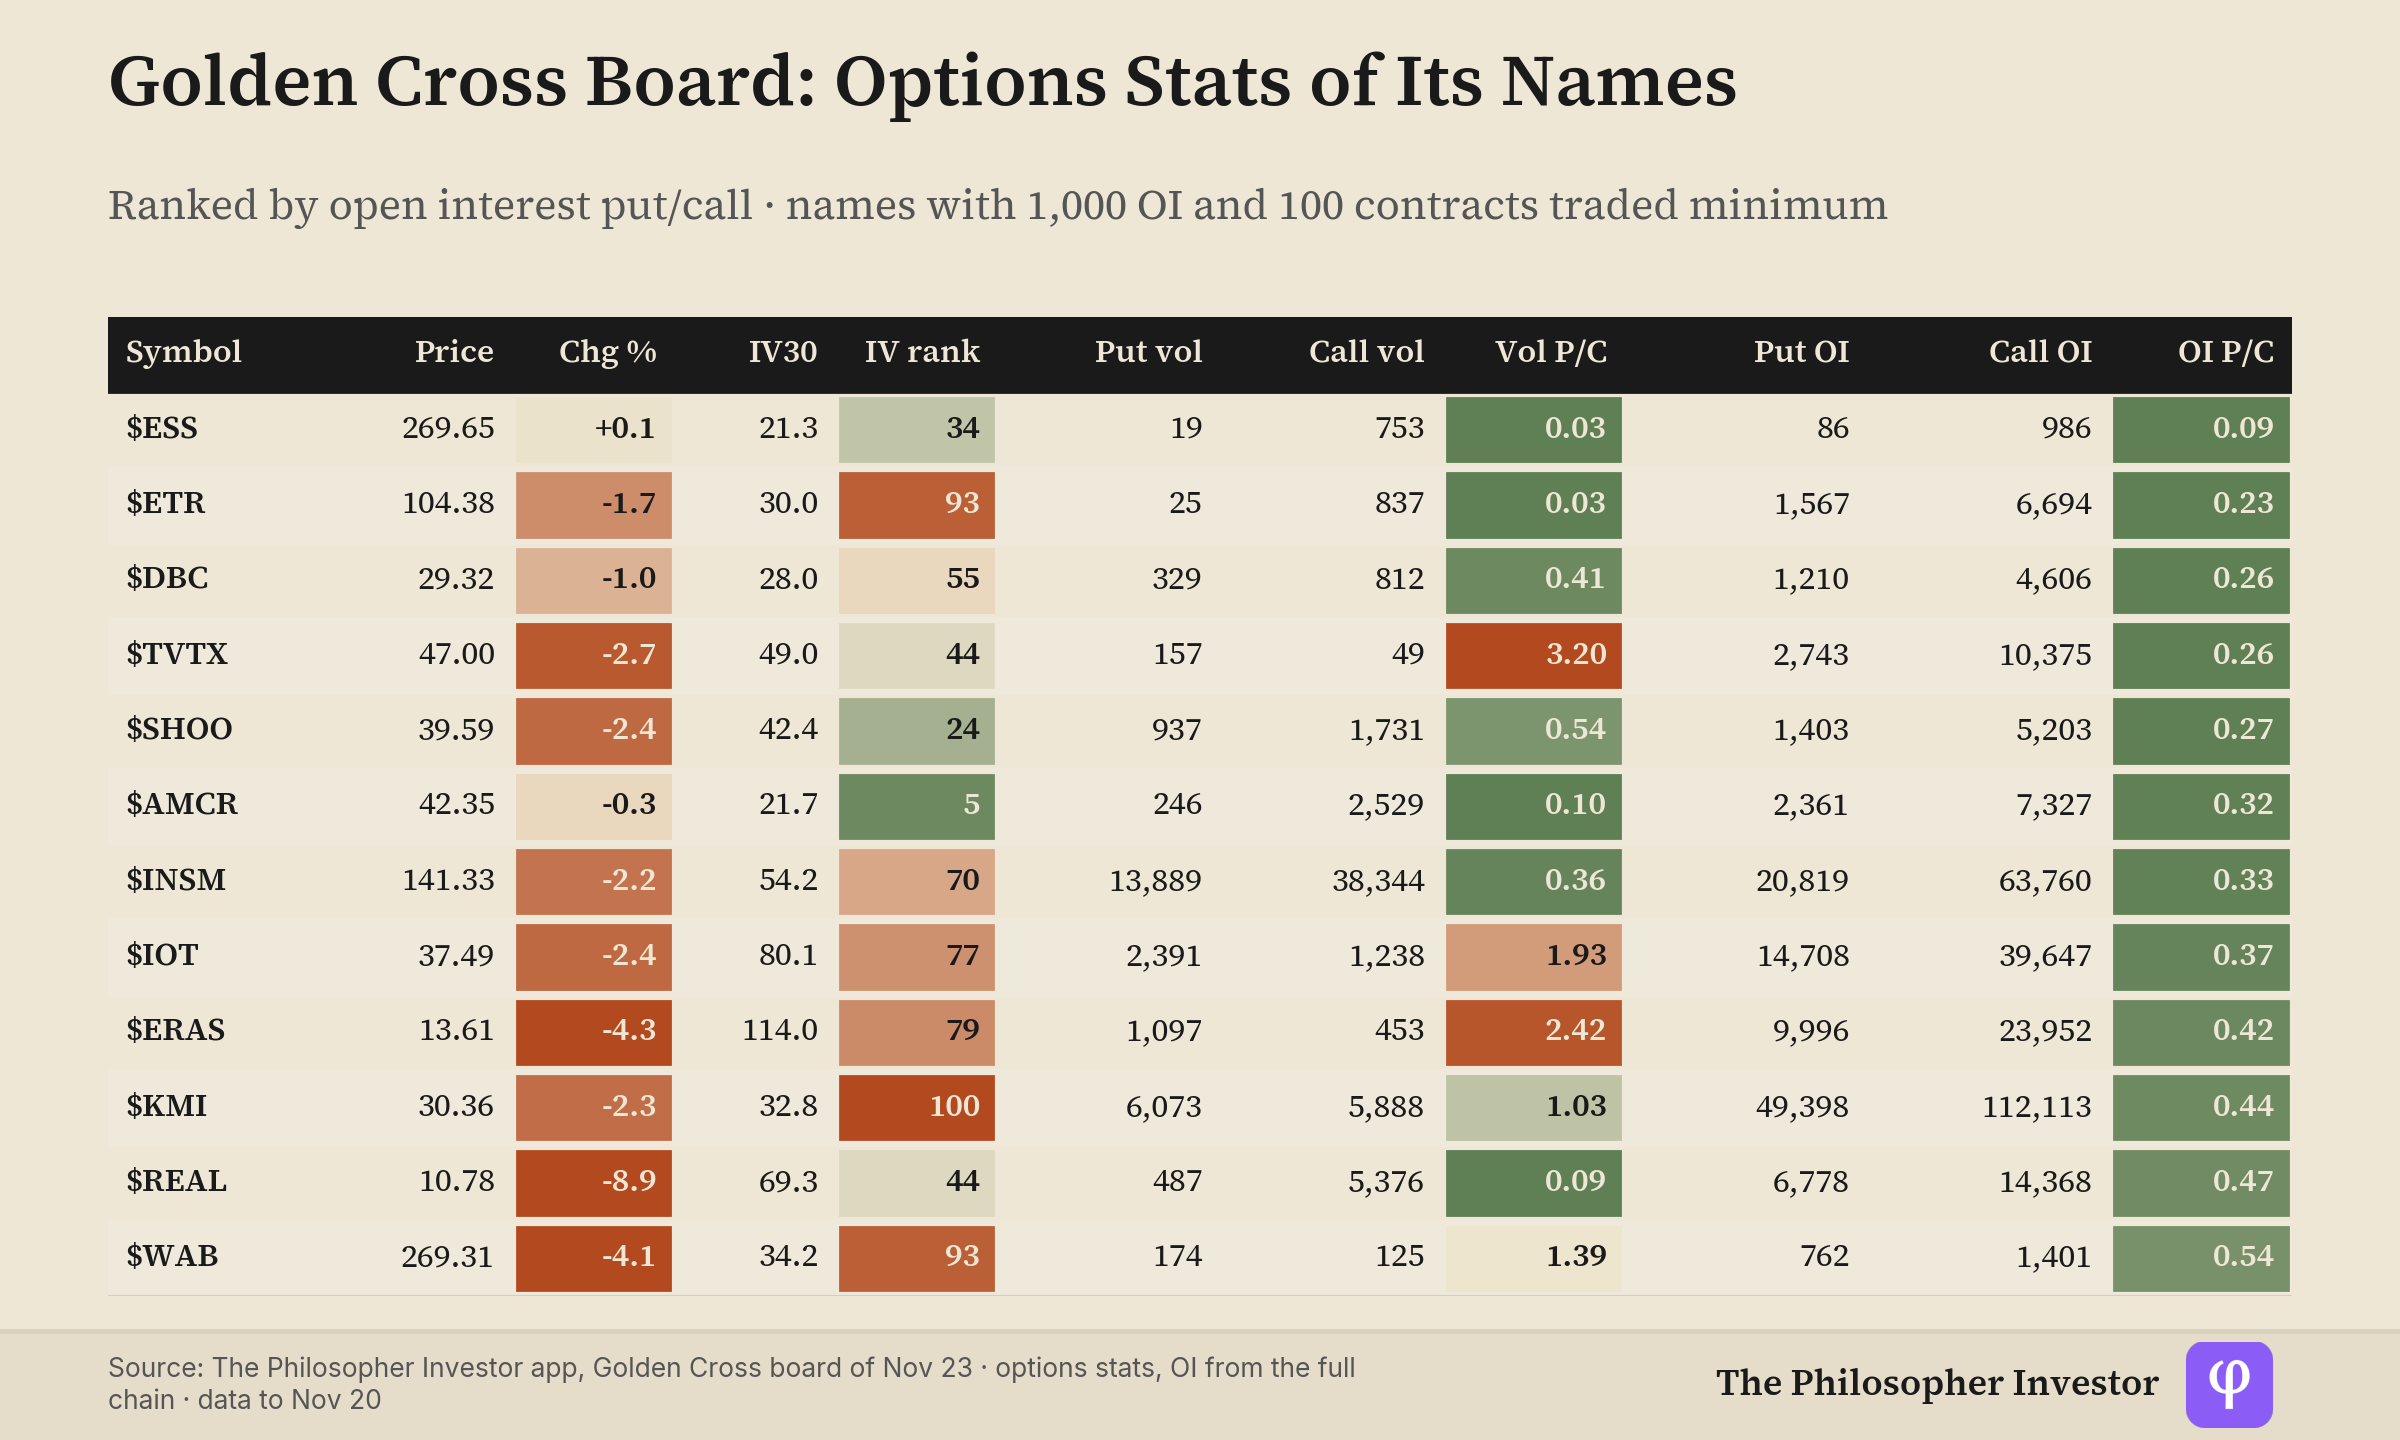 Golden Cross Board: Options Stats of Its Names
Ranked by open interest put/call · names with 1,000 OI and 100 contracts traded minimum
Symbol Price Chg % IV30 IV rank Put vol Call vol Vol P/C Put OI Call OI OI P/C
$ESS 269.65 +0.1 21.3 34 19 753 0.03 86 986 0.09
$ETR 104.38 -1.7 30.0 93 25 837 0.03 1,567 6,694 0.23
$DBC 29.32 -1.0 28.0 55 329 812 0.41 1,210 4,606 0.26
$TVTX 47.00 -2.7 49.0 44 157 49 3.20 2,743 10,375 0.26
$SHOO 39.59 -2.4 42.4 24 937 1,731 0.54 1,403 5,203 0.27
$AMCR 42.35 -0.3 21.7 5 246 2,529 0.10 2,361 7,327 0.32
$INSM 141.33 -2.2 54.2 70 13,889 38,344 0.36 20,819 63,760 0.33
$IOT 37.49 -2.4 80.1 77 2,391 1,238 1.93 14,708 39,647 0.37
$ERAS 13.61 -4.3 114.0 79 1,097 453 2.42 9,996 23,952 0.42
$KMI 30.36 -2.3 32.8 100 6,073 5,888 1.03 49,398 112,113 0.44
$REAL 10.78 -8.9 69.3 44 487 5,376 0.09 6,778 14,368 0.47
$WAB 269.31 -4.1 34.2 93 174 125 1.39 762 1,401 0.54
Source: The Philosopher Investor app, Golden Cross board of Nov 23 · options stats, OI from the full
chain · data to Nov 20
The Philosopher Investor φ